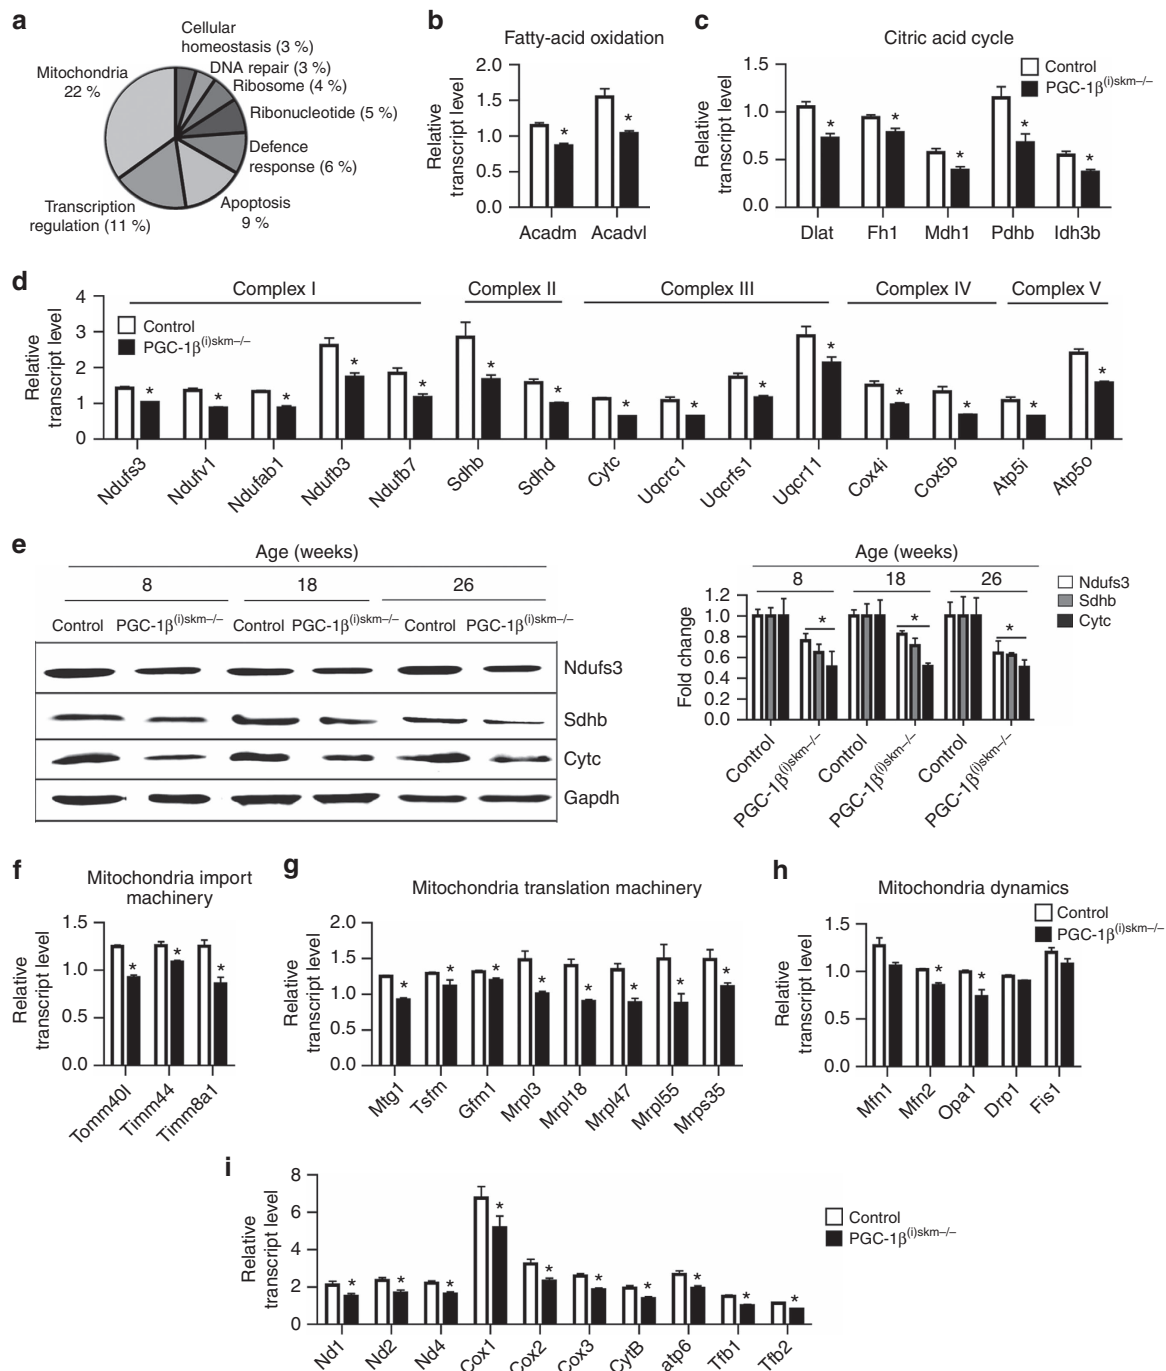 a
Cellular
homeostasis (3 %)
DNA repair (3 %)
Ribosome (4 %)
Ribonucleotide (5 %)
Defence
response (6 %)
Apoptosis
9 %
Transcription
regulation (11 %)
Mitochondria
22 %
b
Fatty-acid oxidation
Relative
transcript level
2.0
1.5
1.0
0.5
0.0
* *
Acadm Acadvl
c
Citric acid cycle
Control
PGC-1β(i)skm–/–
Relative
transcript level
1.5
1.0
0.5
0.0
* * * * *
Dlat Fh1 Mdh1 Pdhb Idh3b
d
Complex I Complex II Complex III Complex IV Complex V
Control
PGC-1β(i)skm–/–
Relative
transcript level
4
3
2
1
0
* * * * * * * * * * * * * * *
Ndufs3 Ndufv1 Ndufab1 Ndufb3 Ndufb7 Sdhb Sdhd Cytc Uqcrc1 Uqcrfs1 Uqcr11 Cox4i Cox5b Atp5i Atp5o
e
Age (weeks)
8 18 26
Control PGC-1β(i)skm–/– Control PGC-1β(i)skm–/– Control PGC-1β(i)skm–/–
Ndufs3
Sdhb
Cytc
Gapdh
Age (weeks)
8 18 26
Ndufs3
Sdhb
Cytc
Fold change
1.2
1.0
0.8
0.6
0.4
0.2
0.0
* * *
Control PGC-1β(i)skm–/– Control PGC-1β(i)skm–/– Control PGC-1β(i)skm–/–
f
Mitochondria import
machinery
Relative
transcript level
1.5
1.0
0.5
0.0
* * *
Tomm40l Timm44 Timm8a1
g
Mitochondria translation machinery
Relative
transcript level
2.0
1.5
1.0
0.5
0.0
* * * * * * * *
Mtg1 Tsfm Gfm1 Mrpl3 Mrpl18 Mrpl47 Mrpl55 Mrps35
h
Mitochondria dynamics
Control
PGC-1β(i)skm–/–
Relative
transcript level
1.5
1.0
0.5
0.0
* *
Mfn1 Mfn2 Opa1 Drp1 Fis1
i
Relative
transcript level
8
6
4
2
0
* * * * * * * * * *
Control
PGC-1β(i)skm–/–
Nd1 Nd2 Nd4 Cox1 Cox2 Cox3 CytB atp6 Tfb1 Tfb2